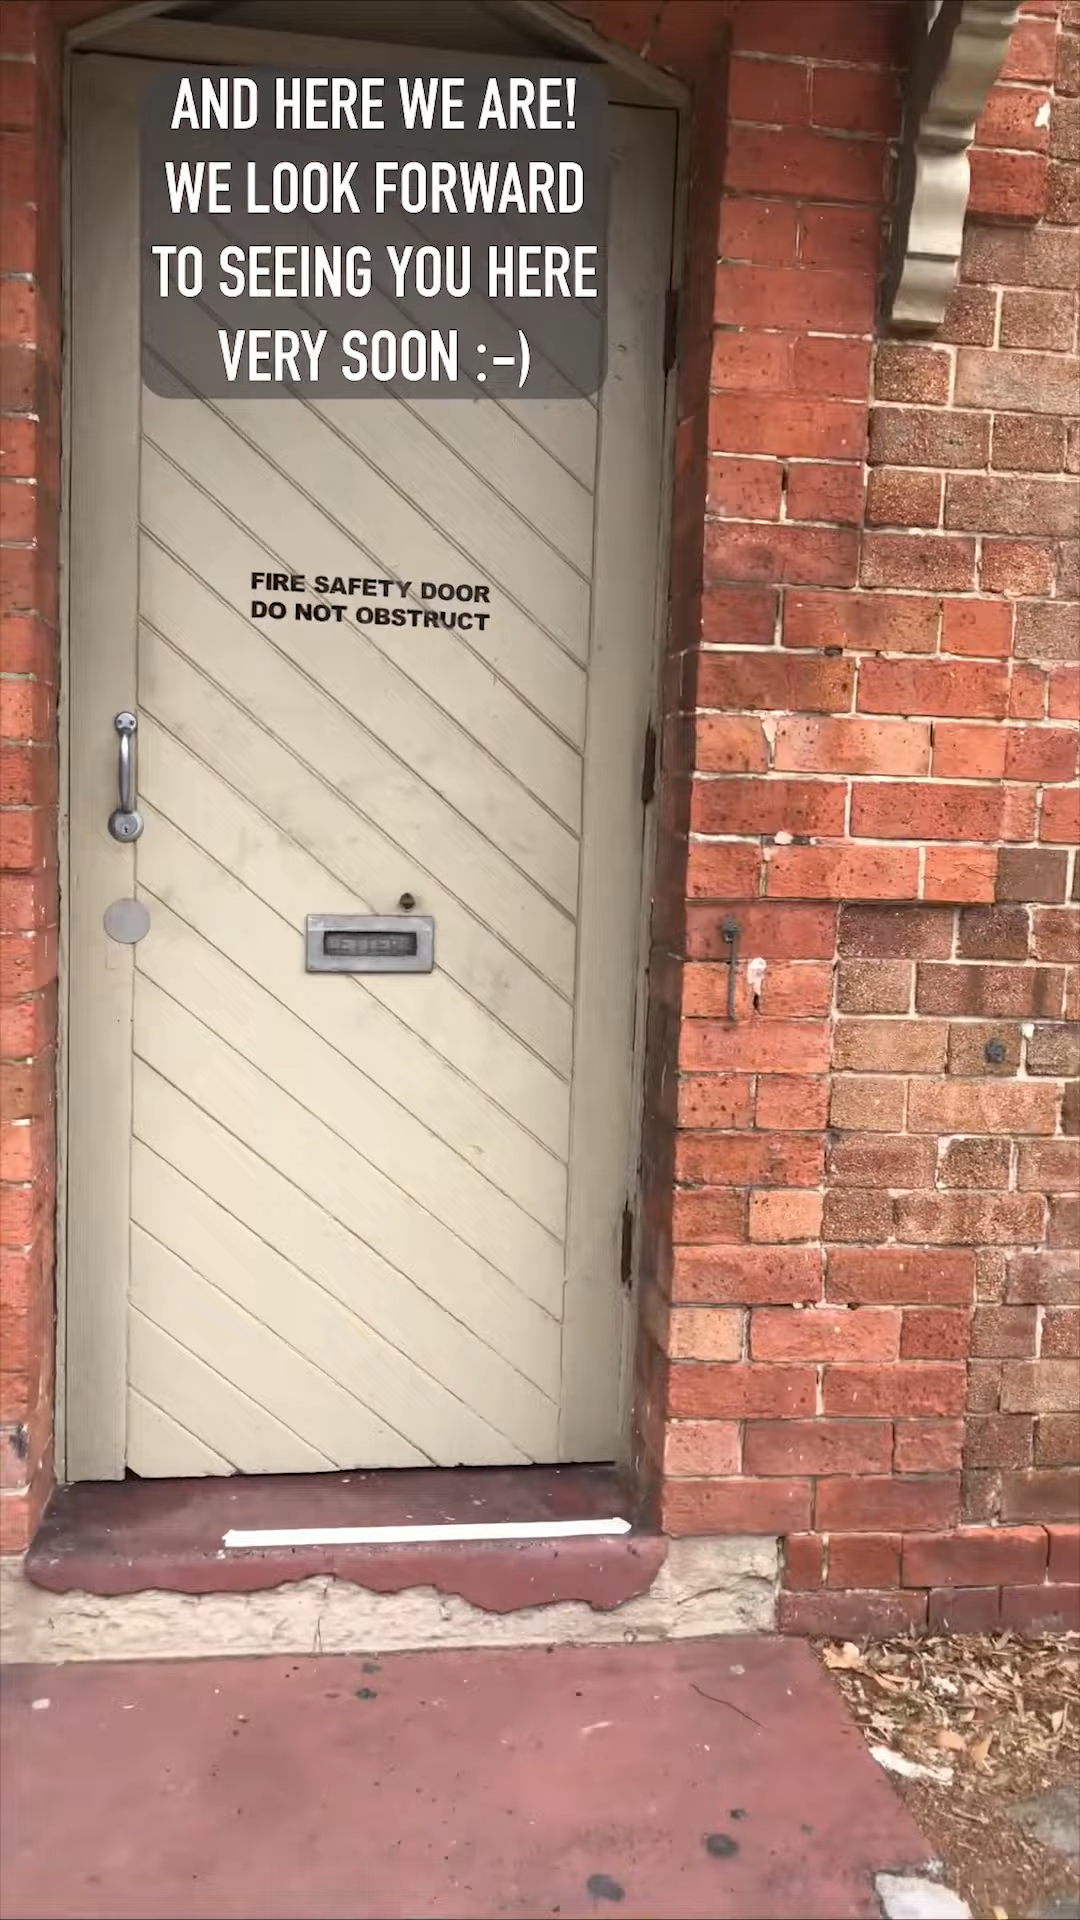 AND HERE WE ARE!
WE LOOK FORWARD
TO SEEING YOU HERE
VERY SOON :-)
FIRE SAFETY DOOR
DO NOT OBSTRUCT
LETTERS